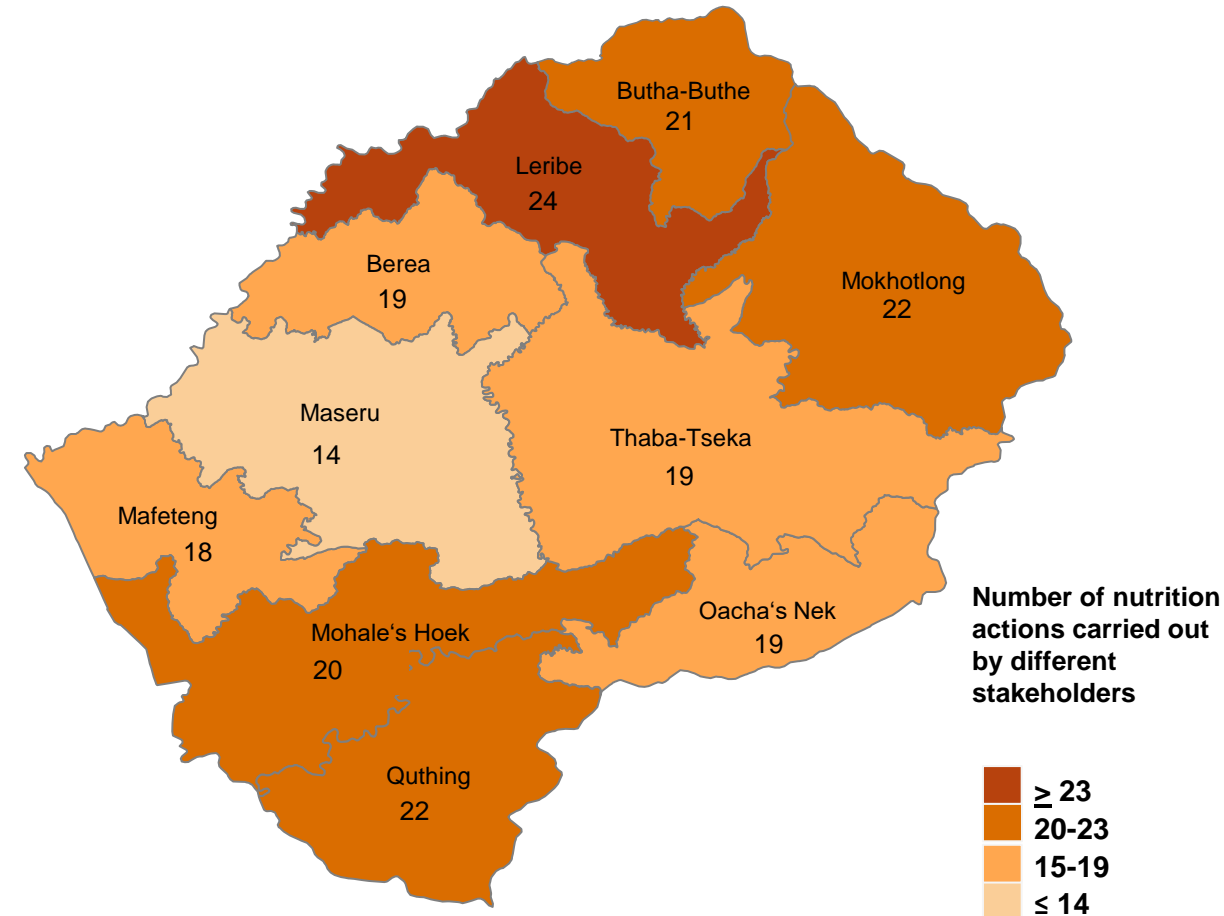 Butha-Buthe
21
Leribe
24
Berea
19
Mokhotlong
22
Maseru
14
Thaba-Tseka
19
Mafeteng
18
Oacha‘s Nek
19
Mohale‘s Hoek
20
Quthing
22
Number of nutrition
actions carried out
by different
stakeholders
≥ 23
20-23
15-19
≤ 14